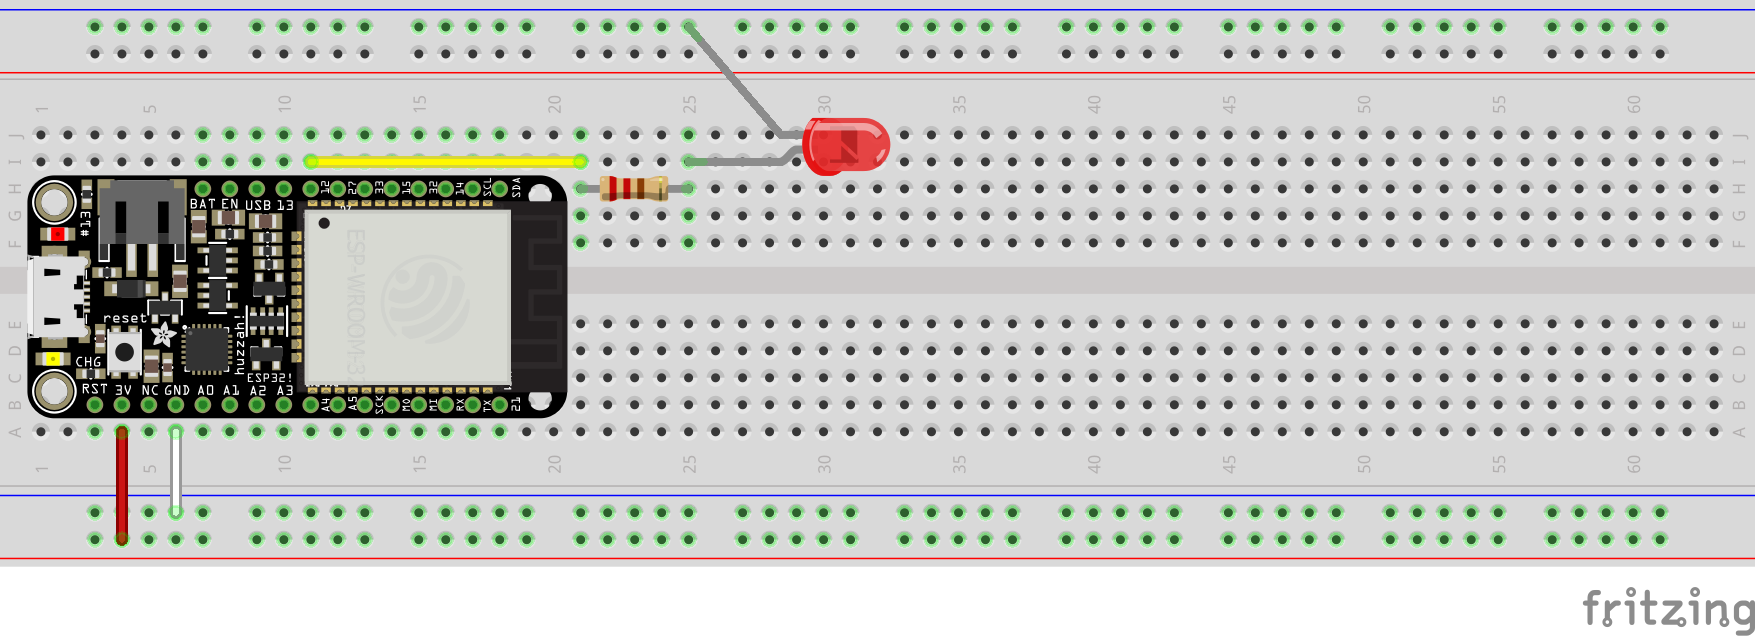 1 5 10 15 20 25 30 35 40 45 50 55 60
J J
I I
H H
G G
F F
12 27 33 15 32 14 SCL SDA
BAT EN USB 13
#13
ESP-WROOM-3
reset
huzzah!
ESP32!
CHG
RST 3V NC GND A0 A1 A2 A3
A4 A5 SCK MO MI RX TX 21
E E
D D
C C
B B
A A
1 5 10 15 20 25 30 35 40 45 50 55 60
fritzing